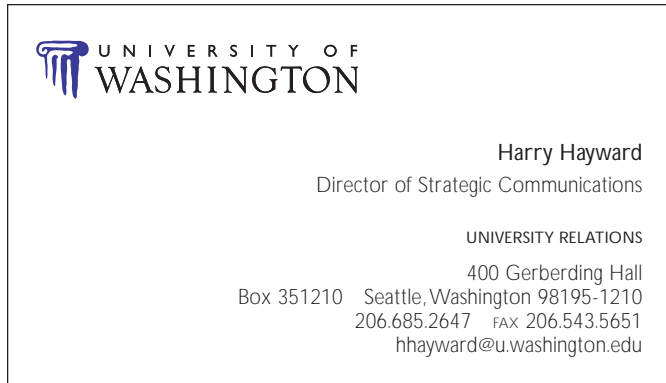 UNIVERSITY OF
WASHINGTON
Harry Hayward
Director of Strategic Communications
UNIVERSITY RELATIONS
400 Gerberding Hall
Box 351210 Seattle, Washington 98195-1210
206.685.2647 FAX 206.543.5651
hhayward@u.washington.edu